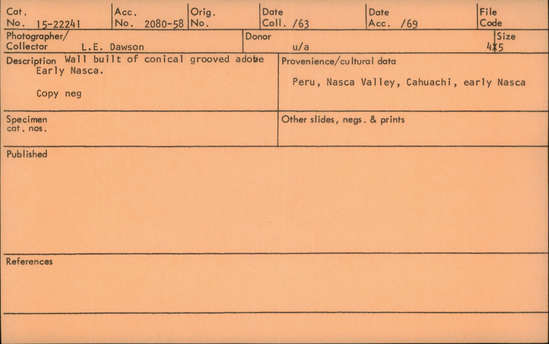 Cat. No. 15-22241 Acc. No. 2080-58 Orig. No. Date Coll. /63 Date Acc. /69 File Code
Photographer/ Collector L.E. Dawson Donor u/a Size 4x5
Description Wall built of conical grooved adobe
Early Nasca.
Copy neg
Provenience/cultural data
Peru, Nasca Valley, Cahuachi, early Nasca
Specimen cat. nos.
Other slides, negs. & prints
Published
References